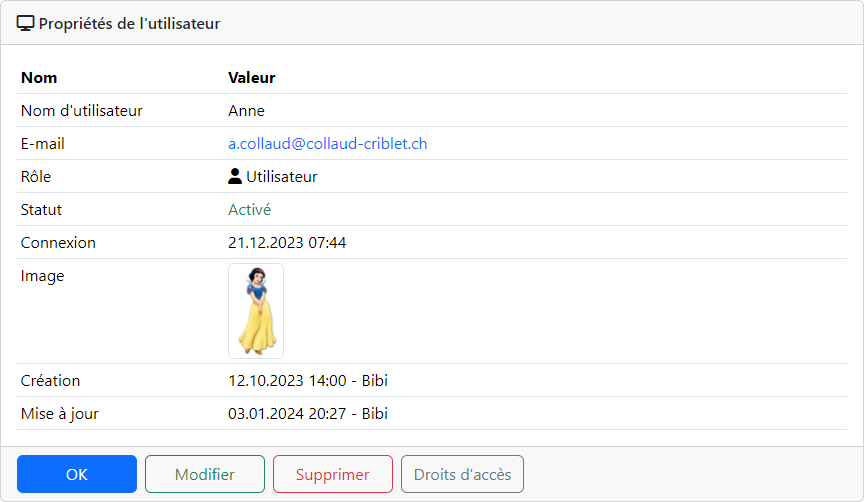 Propriétés de l'utilisateur
Nom Valeur
Nom d'utilisateur Anne
E-mail a.collaud@collaud-criblet.ch
Rôle Utilisateur
Statut Activé
Connexion 21.12.2023 07:44
Image
Création 12.10.2023 14:00 - Bibi
Mise à jour 03.01.2024 20:27 - Bibi
OK Modifier Supprimer Droits d'accès